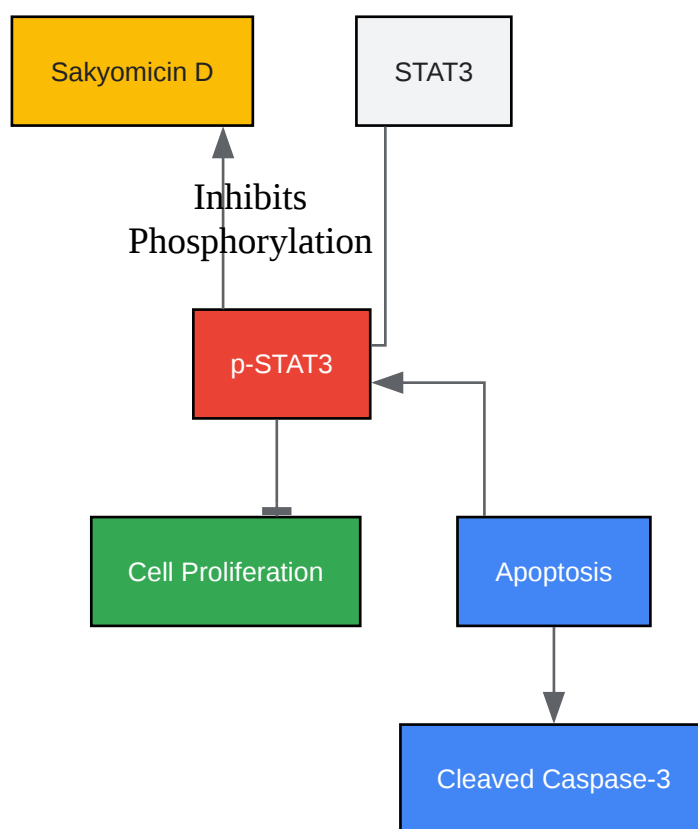 Sakyomicin D
STAT3
Inhibits
Phosphorylation
p-STAT3
Cell Proliferation
Apoptosis
Cleaved Caspase-3